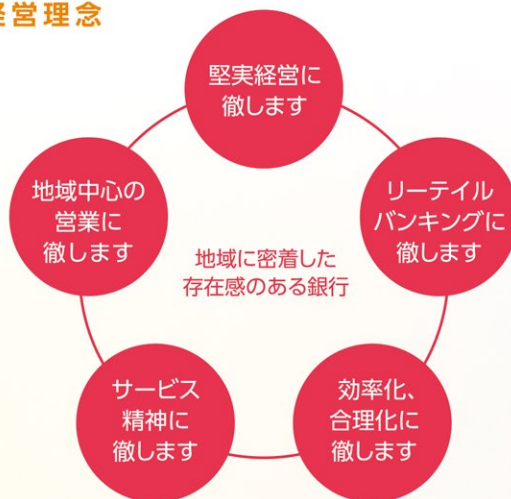 経営理念
堅実経営に
徹します
リーテイル
バンキングに
徹します
効率化、
合理化に
徹します
サービス
精神に
徹します
地域中心の
営業に
徹します
地域に密着した
存在感のある銀行